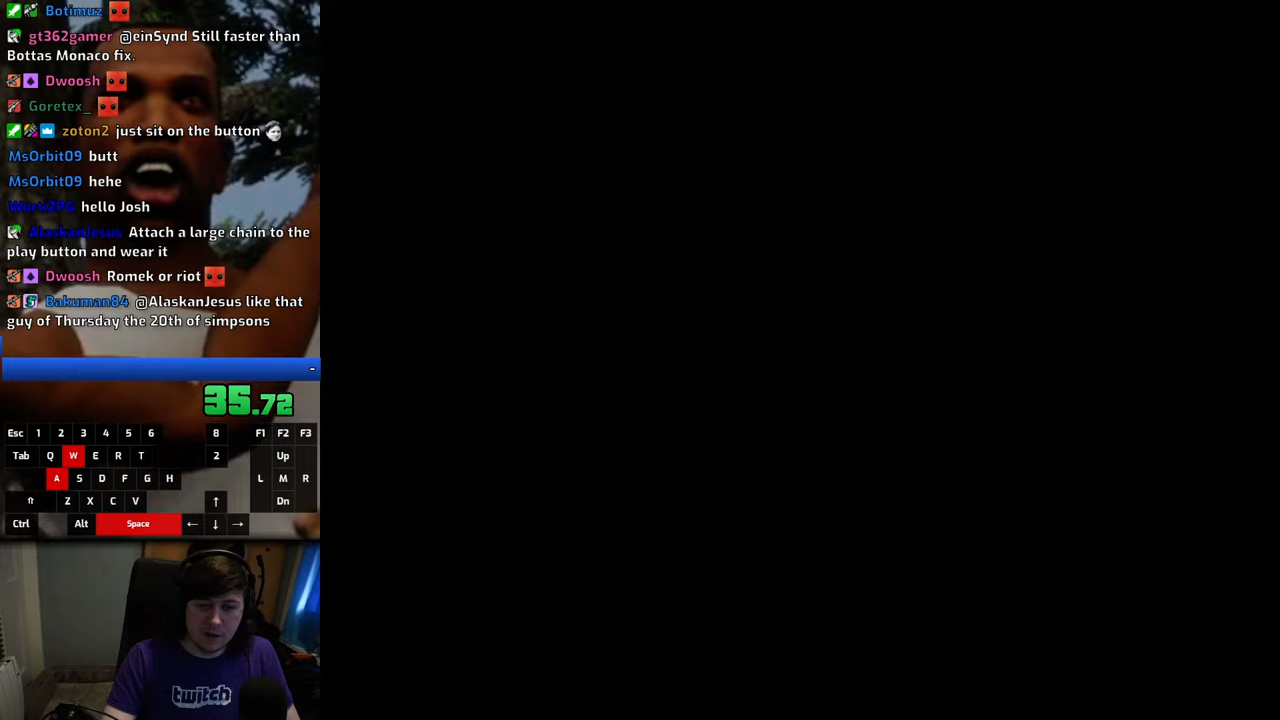 Botimuz
gt362gamer @einSynd Still faster than
Bottas Monaco fix.
Dwoosh
Goretex_
zoton2 just sit on the button
MsOrbit09 butt
MsOrbit09 hehe
WortiZPG hello Josh
AlaskanJesus Attach a large chain to the
play button and wear it
Dwoosh Romek or riot
Bakuman84 @AlaskanJesus like that
guy of Thursday the 20th of simpsons
-
35.72
Esc 1 2 3 4 5 6 8 F1 F2 F3
Tab Q W E R T 2 Up
A S D F G H L M R
⇧ Z X C V ↑ Dn
Ctrl Alt Space ← ↓ →
twitch